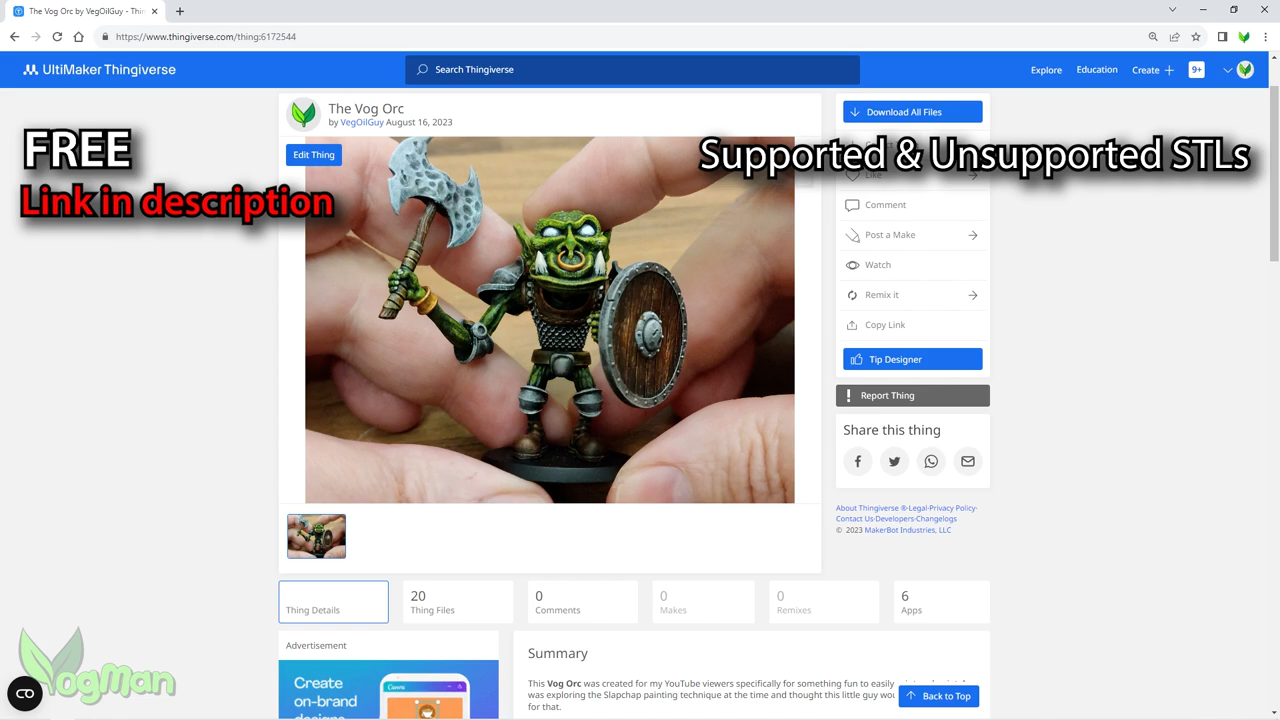 The Vog Orc by VegOilGuy - Thin
https://www.thingiverse.com/thing:6172544
UltiMaker Thingiverse
Search Thingiverse
Explore
Education
Create
9+
The Vog Orc
by VegOilGuy August 16, 2023
Edit Thing
FREE
Link in description
Supported & Unsupported STLs
Download All Files
Like
Comment
Post a Make
Watch
Remix it
Copy Link
Tip Designer
Report Thing
Share this thing
About Thingiverse ®·Legal·Privacy Policy·
Contact Us·Developers·Changelogs
© 2023 MakerBot Industries, LLC
Thing Details
20
Thing Files
0
Comments
0
Makes
0
Remixes
6
Apps
Advertisement
Create
on-brand
designs
Canva
Summary
This Vog Orc was created for my YouTube viewers specifically for something fun to easily
was exploring the Slapchap painting technique at the time and thought this little guy wou
for that.
Back to Top
VogMan